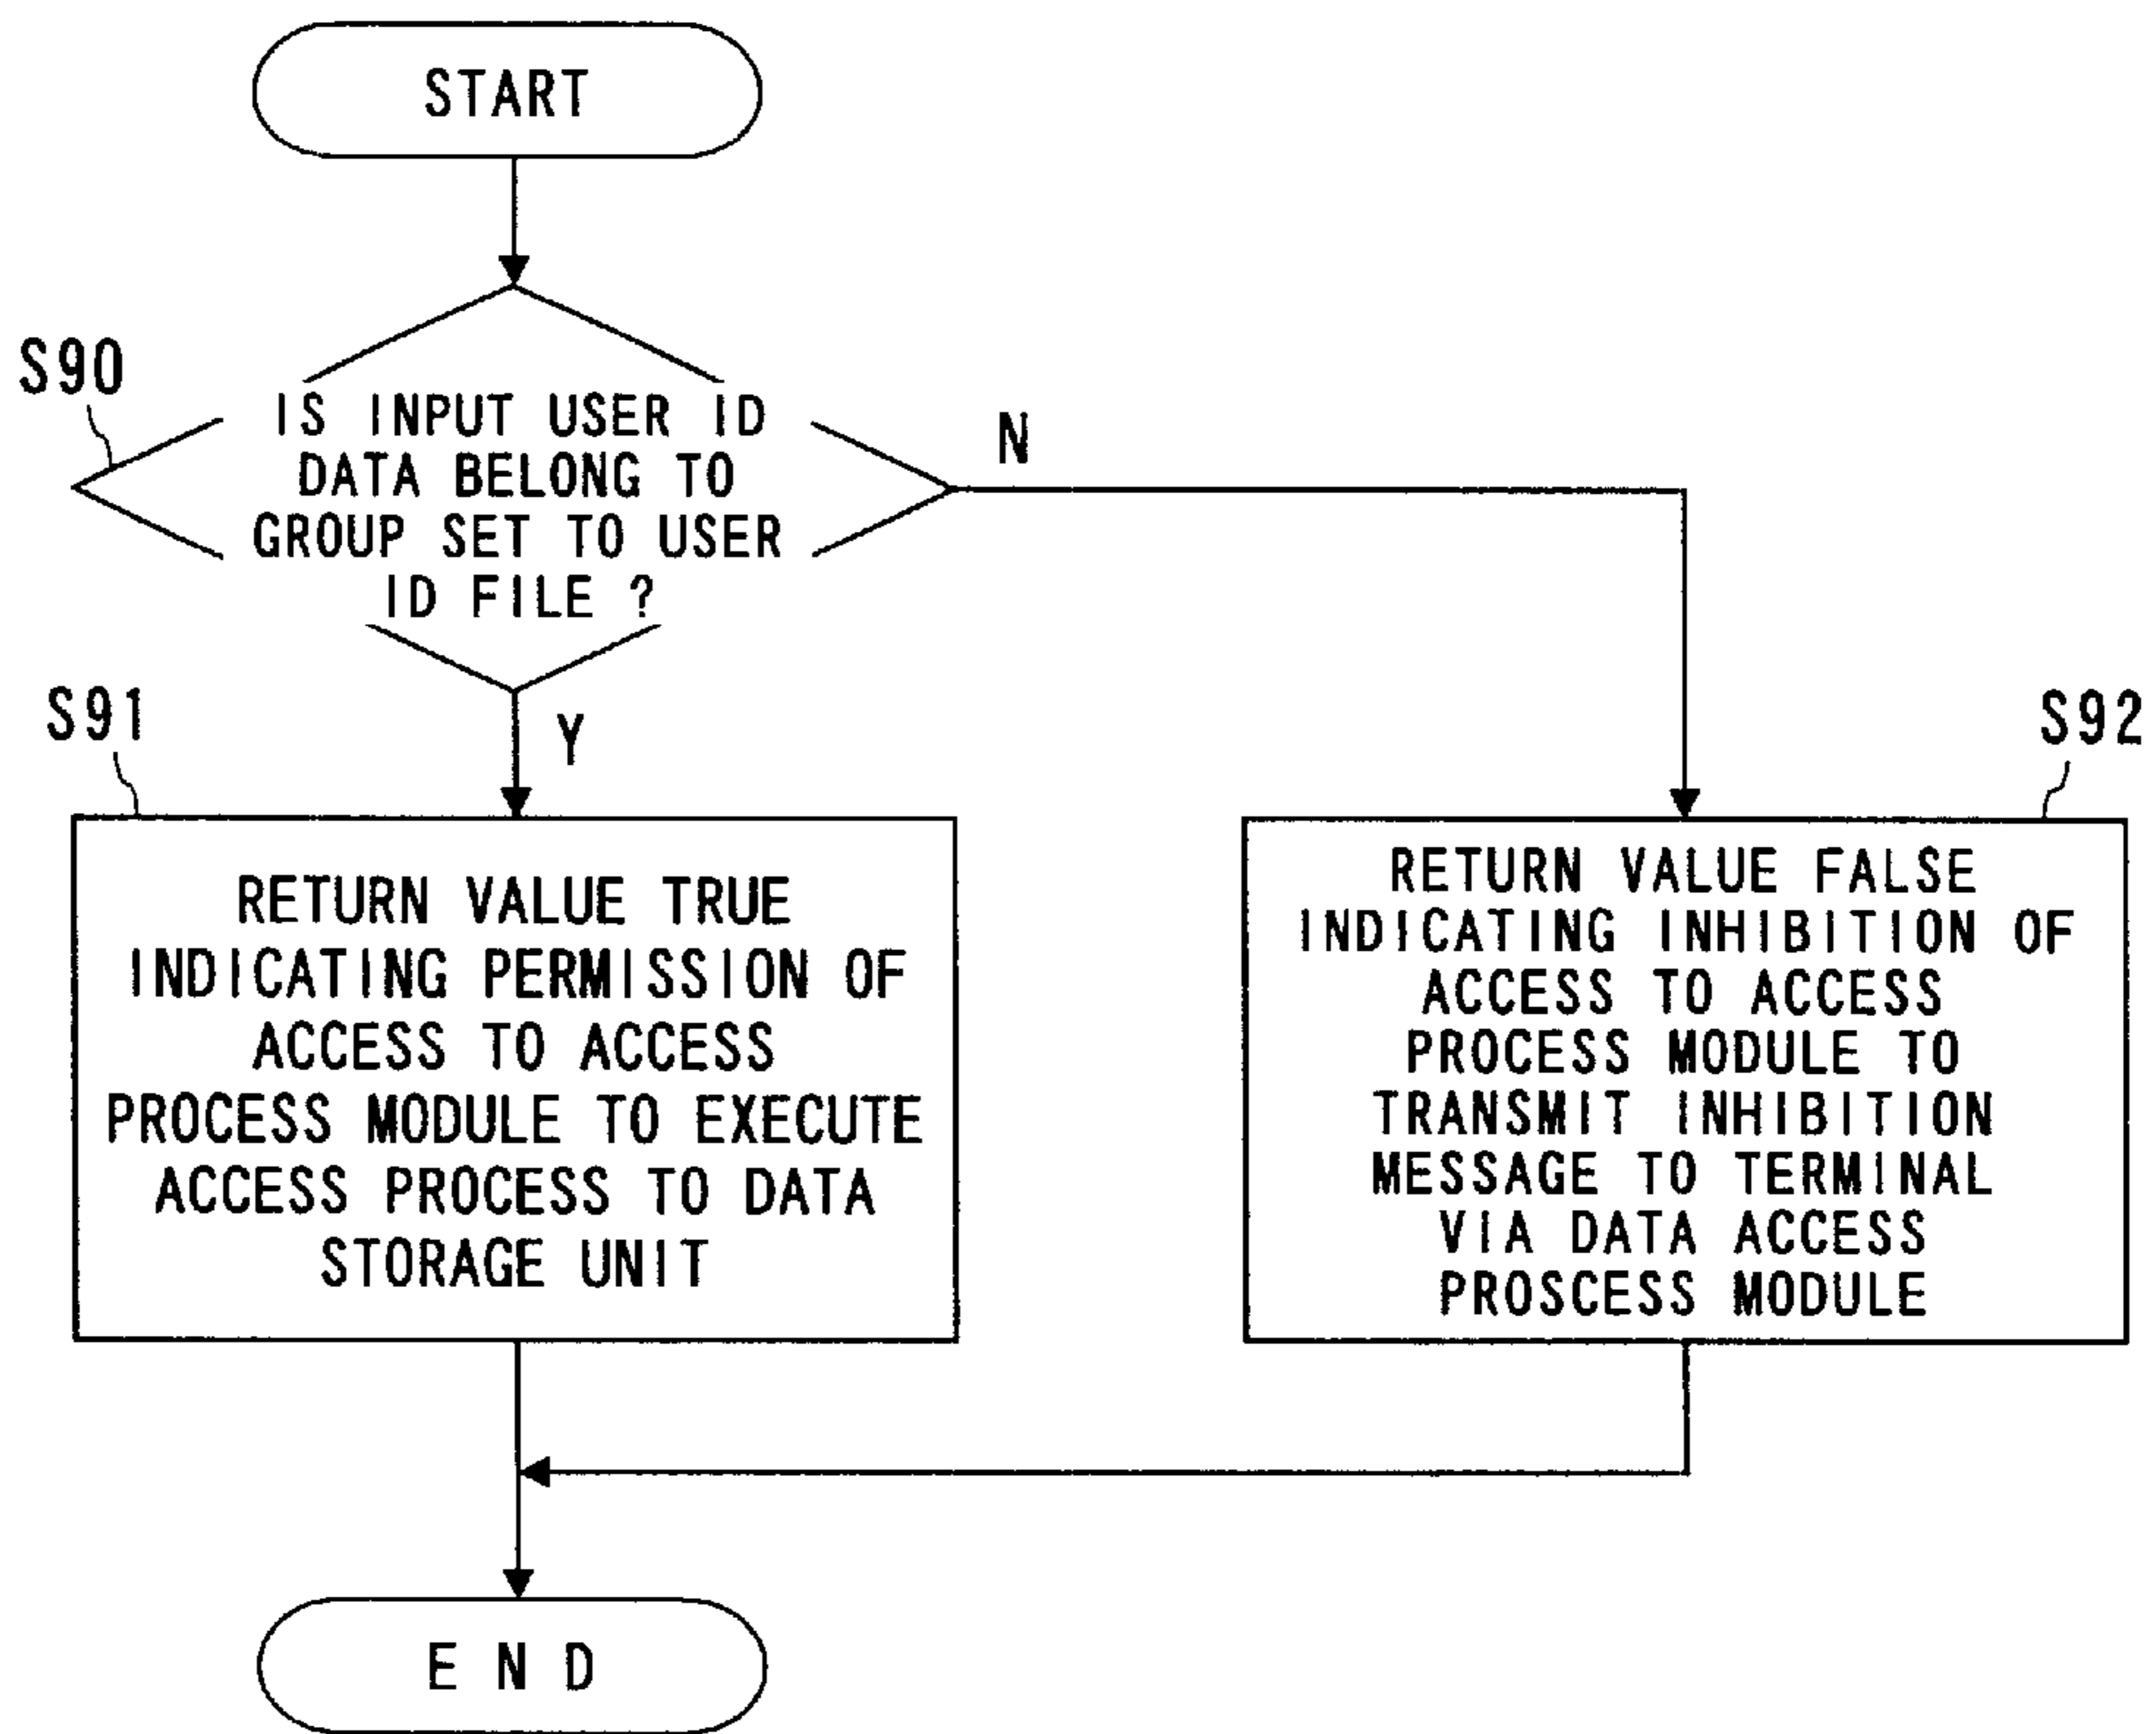 START
S90
IS INPUT USER ID
DATA BELONG TO
GROUP SET TO USER
ID FILE ?
N
S91
Y
S92
RETURN VALUE TRUE
INDICATING PERMISSION OF
ACCESS TO ACCESS
PROCESS MODULE TO EXECUTE
ACCESS PROCESS TO DATA
STORAGE UNIT
RETURN VALUE FALSE
INDICATING INHIBITION OF
ACCESS TO ACCESS
PROCESS MODULE TO
TRANSMIT INHIBITION
MESSAGE TO TERMINAL
VIA DATA ACCESS
PROSCESS MODULE
END